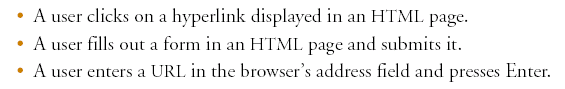 • A user clicks on a hyperlink displayed in an HTML page.
• A user fills out a form in an HTML page and submits it.
• A user enters a URL in the browser's address field and presses Enter.